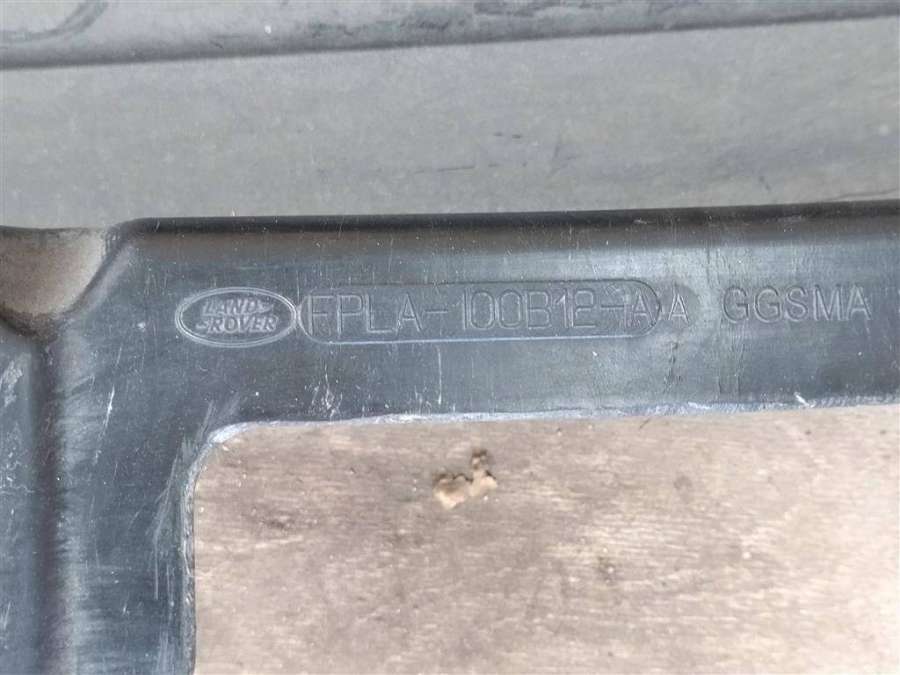 LAND-
ROVER
FPLA-100B12-AA GGSMA